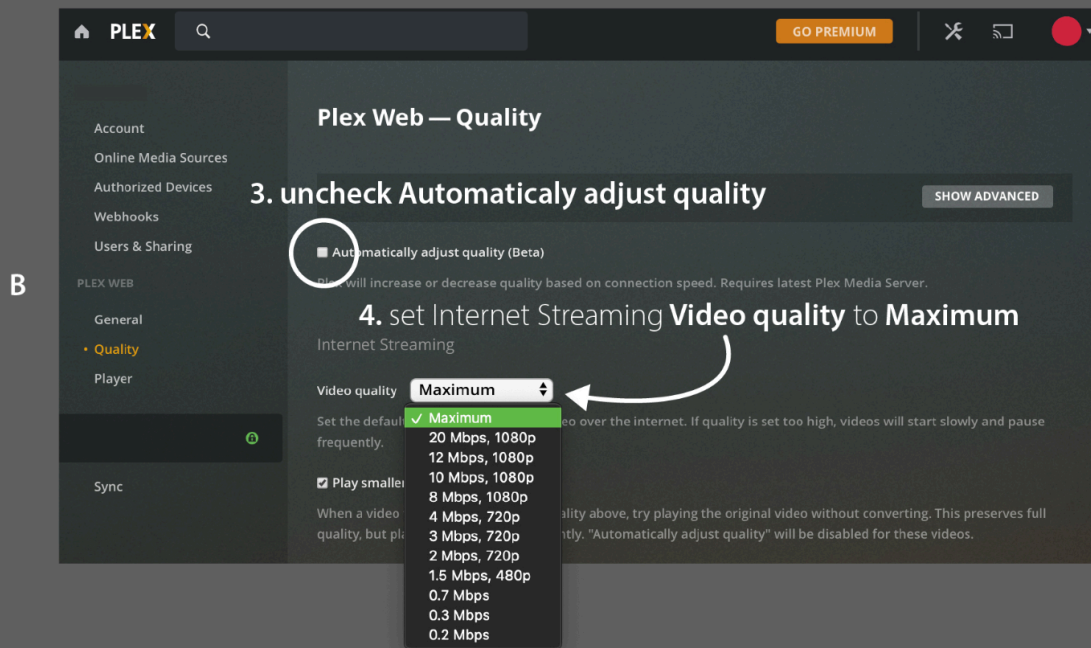 PLEX
GO PREMIUM
Account
Online Media Sources
Authorized Devices
Webhooks
Users & Sharing
PLEX WEB
General
Quality
Player
Sync
B
Plex Web — Quality
3. uncheck Automaticaly adjust quality
SHOW ADVANCED
Automatically adjust quality (Beta)
Plex will increase or decrease quality based on connection speed. Requires latest Plex Media Server.
4. set Internet Streaming Video quality to Maximum
Internet Streaming
Video quality Maximum
Set the default eo over the internet. If quality is set too high, videos will start slowly and pause
frequently.
✓ Maximum
20 Mbps, 1080p
12 Mbps, 1080p
10 Mbps, 1080p
8 Mbps, 1080p
4 Mbps, 720p
3 Mbps, 720p
2 Mbps, 720p
1.5 Mbps, 480p
0.7 Mbps
0.3 Mbps
0.2 Mbps
Play smaller
When a video ality above, try playing the original video without converting. This preserves full
quality, but pla ntly. "Automatically adjust quality" will be disabled for these videos.